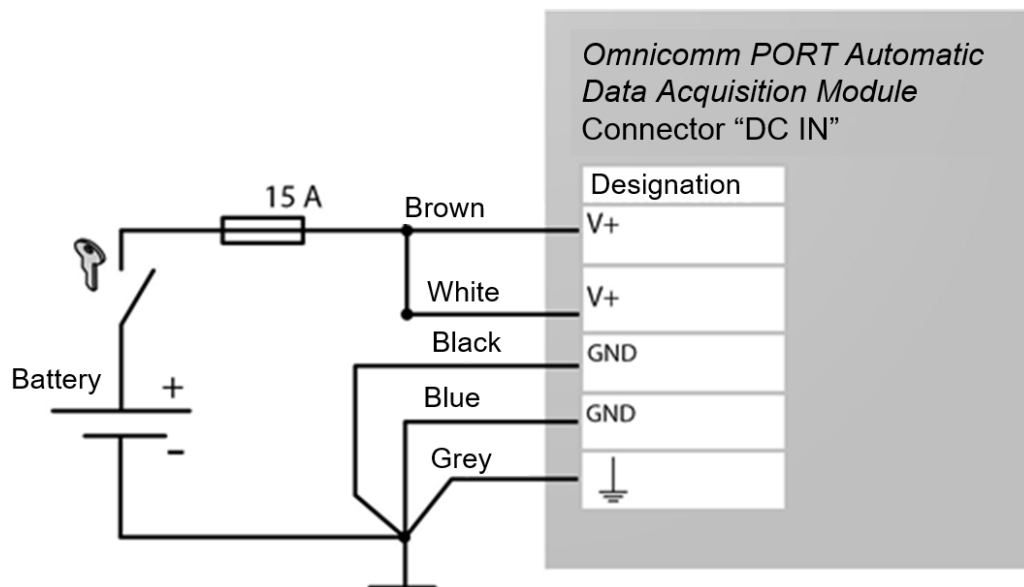 Omnicomm PORT Automatic
Data Acquisition Module
Connector “DC IN”
Designation
15 A
Brown
V+
White
V+
Black
GND
Battery
+
Blue
GND
-
Grey